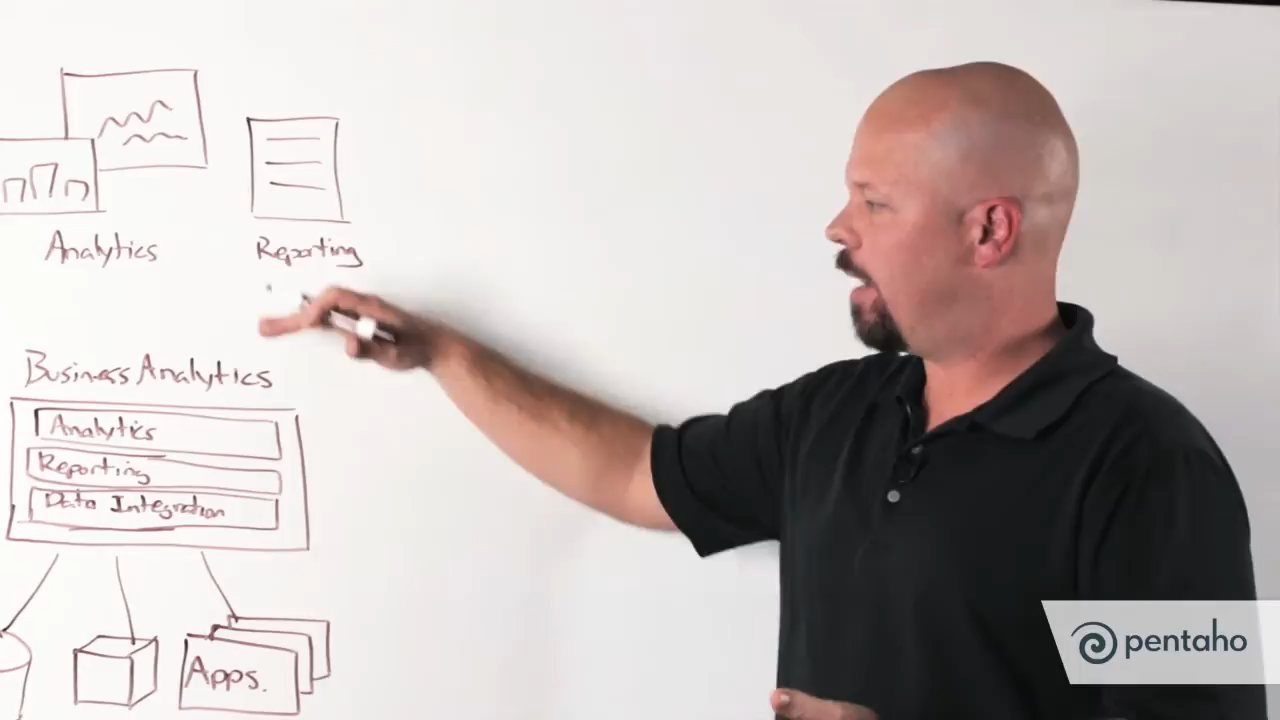 Analytics
Reporting
Business Analytics
Analytics
Reporting
Data Integration
Apps.
pentaho